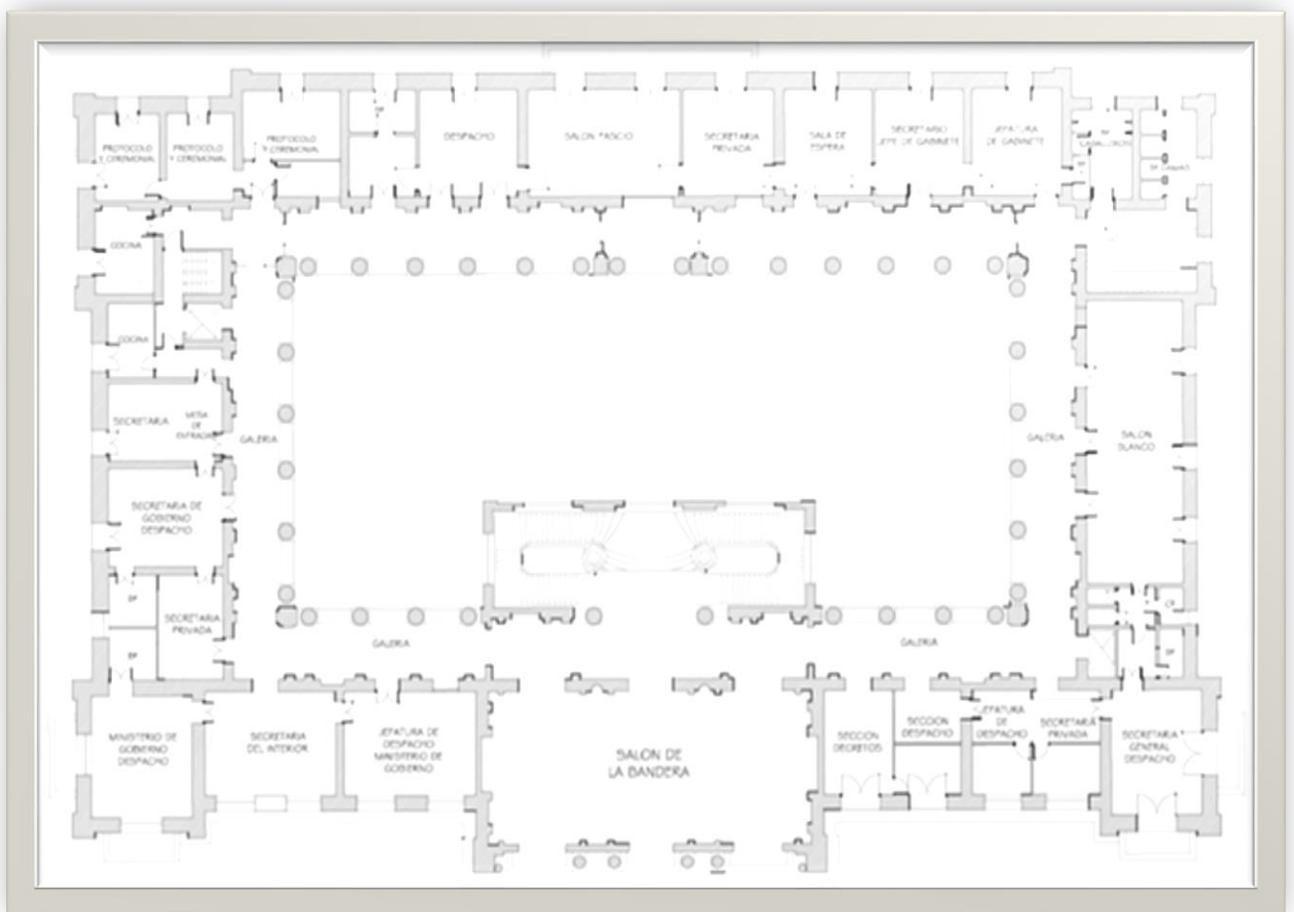 PROTOCOLO
Y CEREMONIAL
PROTOCOLO
Y CEREMONIAL
PROTOCOLO
Y CEREMONIAL
DESPACHO
SALON FASCIO
SECRETARIA
PRIVADA
SALA DE
ESPERA
SECRETARIO
JEFE DE GABINETE
JEFATURA
DE GABINETE
CABALLEROS
DAMAS
COCINA
COCINA
SECRETARIA
MESA
DE
ENTRADAS
GALERIA
GALERIA
SALON
BLANCO
SECRETARIA DE
GOBIERNO
DESPACHO
SECRETARIA
PRIVADA
GALERIA
GALERIA
MINISTERIO DE
GOBIERNO
DESPACHO
SECRETARIA
DEL INTERIOR
JEFATURA DE
DESPACHO
MINISTERIO DE
GOBIERNO
SALON DE
LA BANDERA
SECCION
DECRETOS
SECCION
DESPACHO
JEFATURA
DE
DESPACHO
SECRETARIA
PRIVADA
SECRETARIA
GENERAL
DESPACHO